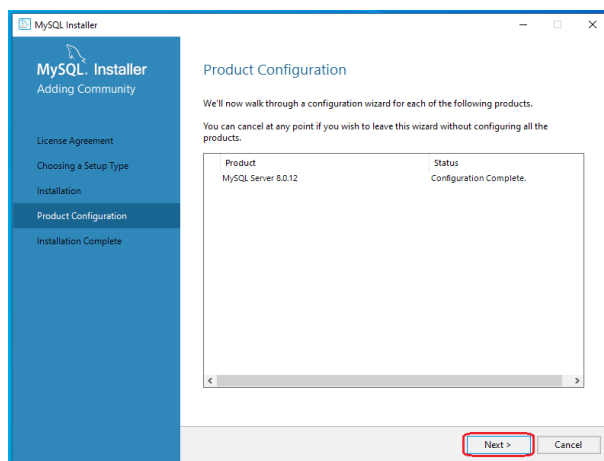 MySQL Installer
MySQL. Installer
Adding Community
License Agreement
Choosing a Setup Type
Installation
Product Configuration
Installation Complete
Product Configuration
We'll now walk through a configuration wizard for each of the following products.
You can cancel at any point if you wish to leave this wizard without configuring all the
products.
Product Status
MySQL Server 8.0.12 Configuration Complete.
Next > Cancel